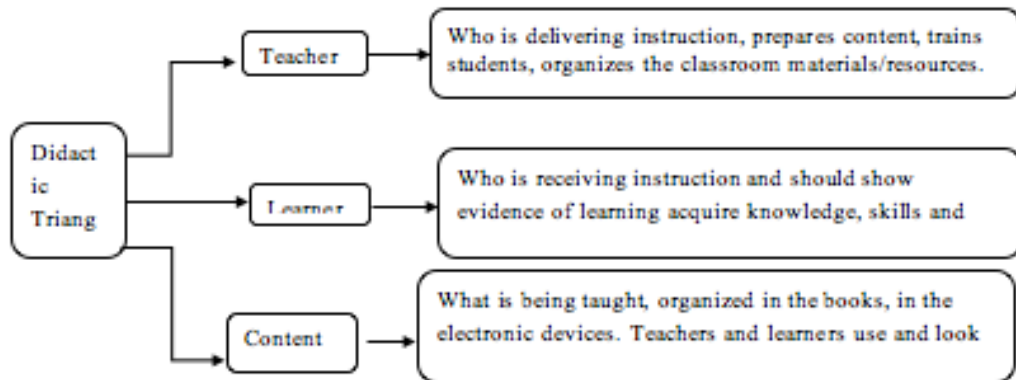 Didact
ic
Triang
Teacher
Who is delivering instruction, prepares content, trains
students, organizes the classroom materials/resources.
Learner
Who is receiving instruction and should show
evidence of learning acquire knowledge, skills and
Content
What is being taught, organized in the books, in the
electronic devices. Teachers and learners use and look